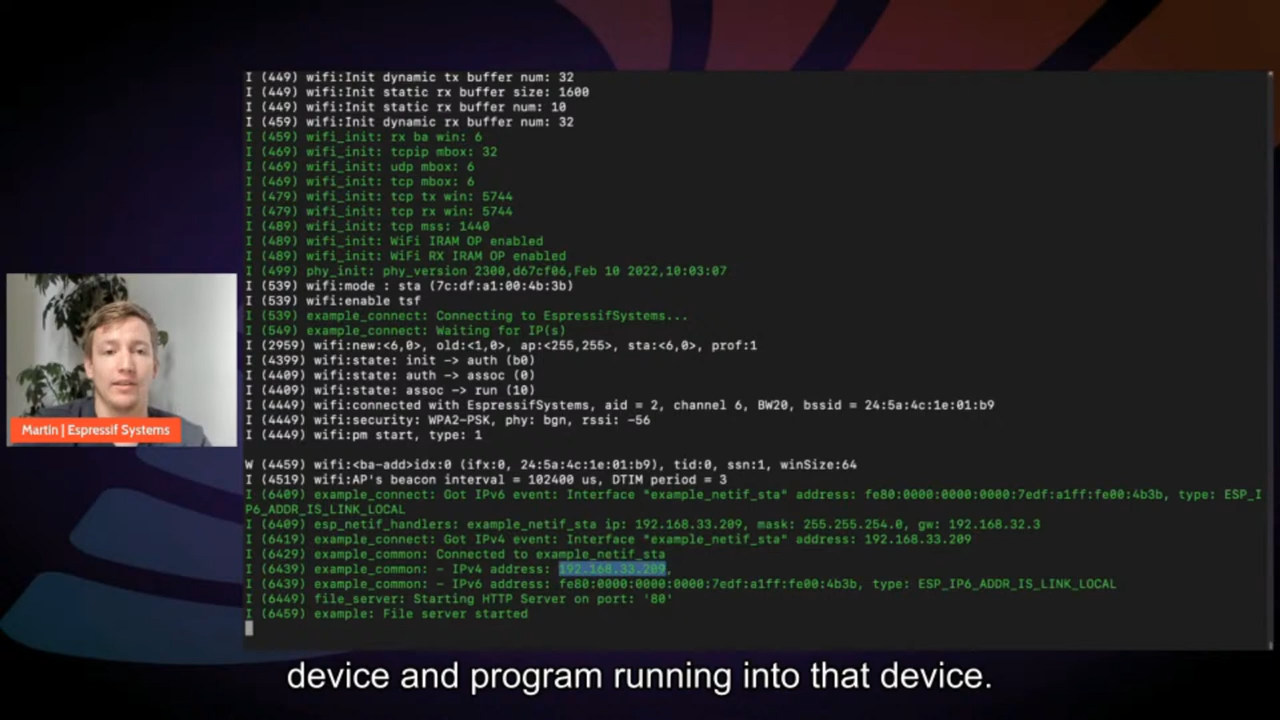 I (449) wifi:Init dynamic tx buffer num: 32
I (449) wifi:Init static rx buffer size: 1600
I (449) wifi:Init static rx buffer num: 10
I (459) wifi:Init dynamic rx buffer num: 32
I (459) wifi_init: rx ba win: 6
I (469) wifi_init: tcpip mbox: 32
I (469) wifi_init: udp mbox: 6
I (469) wifi_init: tcp mbox: 6
I (479) wifi_init: tcp tx win: 5744
I (479) wifi_init: tcp rx win: 5744
I (489) wifi_init: tcp mss: 1440
I (489) wifi_init: WiFi IRAM OP enabled
I (489) wifi_init: WiFi RX IRAM OP enabled
I (499) phy_init: phy_version 2300,d67cf06,Feb 10 2022,10:03:07
I (539) wifi:mode : sta (7c:df:a1:00:4b:3b)
I (539) wifi:enable tsf
I (539) example_connect: Connecting to EspressifSystems...
I (549) example_connect: Waiting for IP(s)
I (2959) wifi:new:<6,0>, old:<1,0>, ap:<255,255>, sta:<6,0>, prof:1
I (4399) wifi:state: init -> auth (b0)
I (4409) wifi:state: auth -> assoc (0)
I (4409) wifi:state: assoc -> run (10)
I (4449) wifi:connected with EspressifSystems, aid = 2, channel 6, BW20, bssid = 24:5a:4c:1e:01:b9
I (4449) wifi:security: WPA2-PSK, phy: bgn, rssi: -56
I (4449) wifi:pm start, type: 1
W (4459) wifi:<ba-add>idx:0 (ifx:0, 24:5a:4c:1e:01:b9), tid:0, ssn:1, winSize:64
I (4519) wifi:AP's beacon interval = 102400 us, DTIM period = 3
I (6409) example_connect: Got IPv6 event: Interface "example_netif_sta" address: fe80:0000:0000:0000:7edf:a1ff:fe00:4b3b, type: ESP_I
P6_ADDR_IS_LINK_LOCAL
I (6409) esp_netif_handlers: example_netif_sta ip: 192.168.33.209, mask: 255.255.254.0, gw: 192.168.32.3
I (6419) example_connect: Got IPv4 event: Interface "example_netif_sta" address: 192.168.33.209
I (6429) example_common: Connected to example_netif_sta
I (6439) example_common: - IPv4 address: 192.168.33.209,
I (6439) example_common: - IPv6 address: fe80:0000:0000:0000:7edf:a1ff:fe00:4b3b, type: ESP_IP6_ADDR_IS_LINK_LOCAL
I (6449) file_server: Starting HTTP Server on port: '80'
I (6459) example: File server started
Martin | Espressif Systems
device and program running into that device.